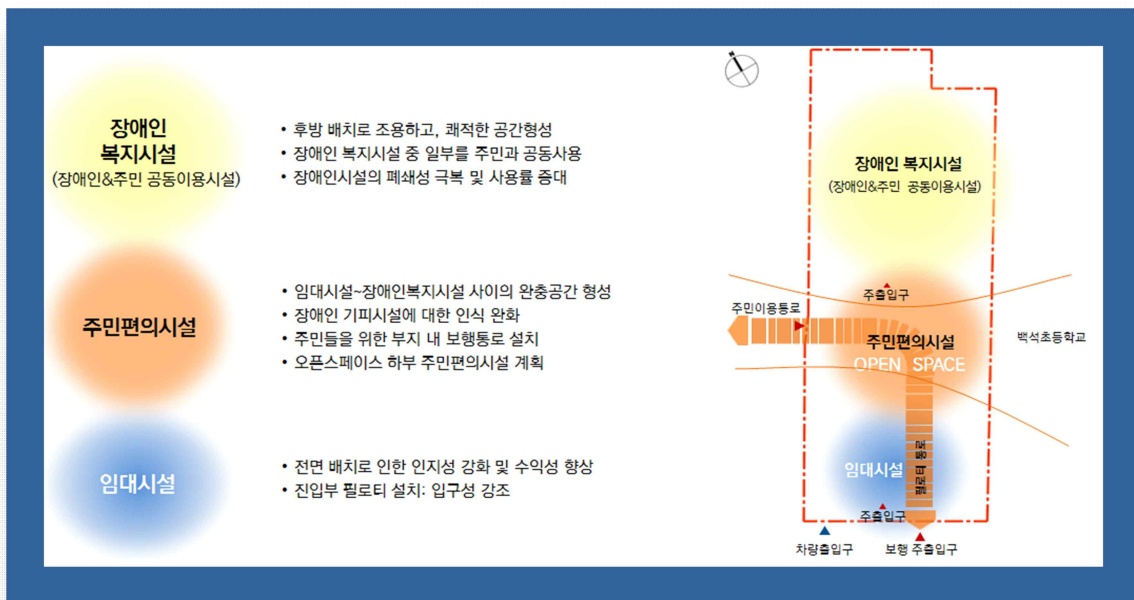 장애인
복지시설
(장애인&주민 공동이용시설)
• 후방 배치로 조용하고, 쾌적한 공간형성
• 장애인 복지시설 중 일부를 주민과 공동사용
• 장애인시설의 폐쇄성 극복 및 사용률 증대
주민편의시설
• 임대시설~장애인복지시설 사이의 완충공간 형성
• 장애인 기피시설에 대한 인식 완화
• 주민들을 위한 부지 내 보행통로 설치
• 오픈스페이스 하부 주민편의시설 계획
임대시설
• 전면 배치로 인한 인지성 강화 및 수익성 향상
• 진입부 필로티 설치: 입구성 강조
N
장애인 복지시설
(장애인&주민 공통이용시설)
주출입구
주민이용통로
주민편의시설
OPEN SPACE
백석초등학교
임대시설
필로티 통로
주출입구
차량출입구
보행 주출입구